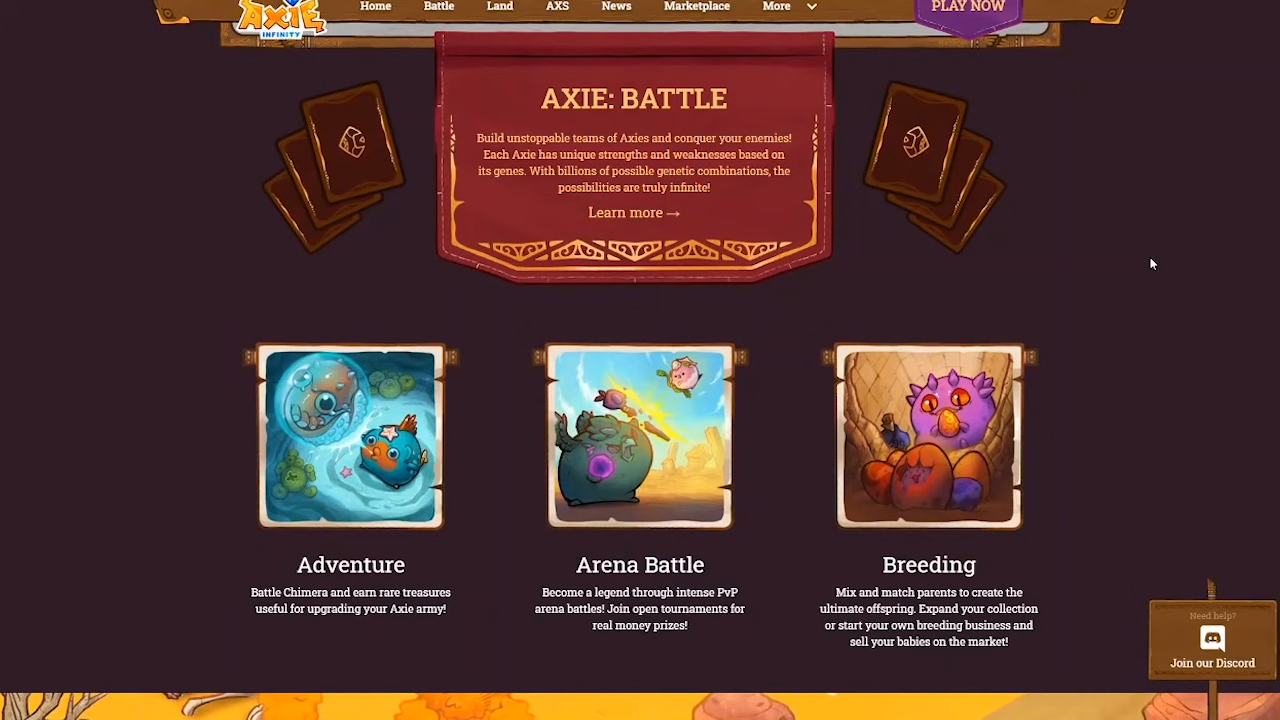 AXIE
INFINITY
Home Battle Land AXS News Marketplace More
PLAY NOW
AXIE: BATTLE
Build unstoppable teams of Axies and conquer your enemies!
Each Axie has unique strengths and weaknesses based on
its genes. With billions of possible genetic combinations, the
possibilities are truly infinite!
Learn more →
Adventure
Battle Chimera and earn rare treasures
useful for upgrading your Axie army!
Arena Battle
Become a legend through intense PvP
arena battles! Join open tournaments for
real money prizes!
Breeding
Mix and match parents to create the
ultimate offspring. Expand your collection
or start your own breeding business and
sell your babies on the market!
Need help?
Join our Discord